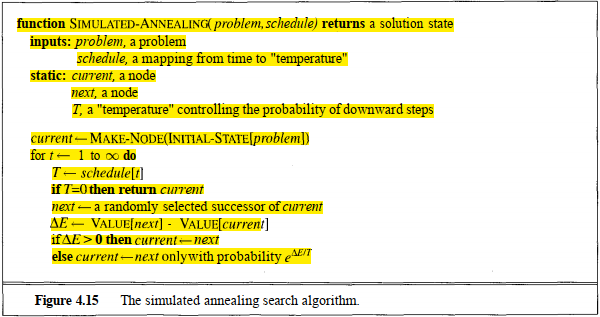 function SIMULATED-ANNEALING(problem, schedule) returns a solution state
inputs: problem, a problem
schedule, a mapping from time to "temperature"
static: current, a node
next, a node
T, a "temperature" controlling the probability of downward steps
current ← MAKE-NODE(INITIAL-STATE[problem])
for t ← 1 to ∞ do
T ← schedule[t]
if T=0 then return current
next ← a randomly selected successor of current
ΔE ← VALUE[next] - VALUE[current]
if ΔE > 0 then current ← next
else current ← next only with probability e^ΔE/T
Figure 4.15 The simulated annealing search algorithm.